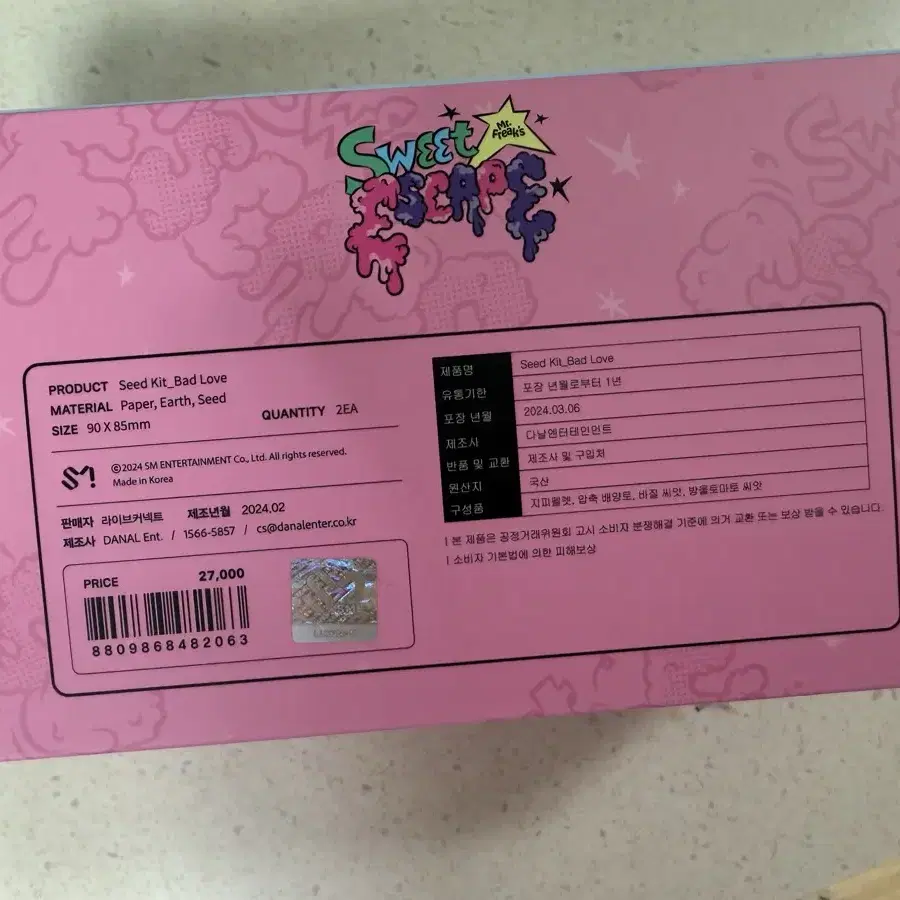 SWEET
Mr.
Freak's
ESCAPE
PRODUCT Seed Kit_Bad Love
MATERIAL Paper, Earth, Seed
SIZE 90 X 85mm QUANTITY 2EA
SM
©2024 SM ENTERTAINMENT Co., Ltd. All rights reserved.
Made in Korea
판매자 라이브커넥트 제조년월 2024,02
제조사 DANAL Ent. / 1566-5857 / cs@danalenter.co.kr
PRICE 27,000
8809868482063
제품명 Seed Kit_Bad Love
유통기한 포장 년월로부터 1년
포장 년월 2024.03.06
제조사 다날엔터테인먼트
반품 및 교환 제조사 및 구입처
원산지 국산
구성품 지피펠렛, 압축 배양토, 바질 씨앗, 방울토마토 씨앗
| 본 제품은 공정거래위원회 고시 소비자 분쟁해결 기준에 의거 교환 또는 보상 받을 수 있습니다.
| 소비자 기본법에 의한 피해보상